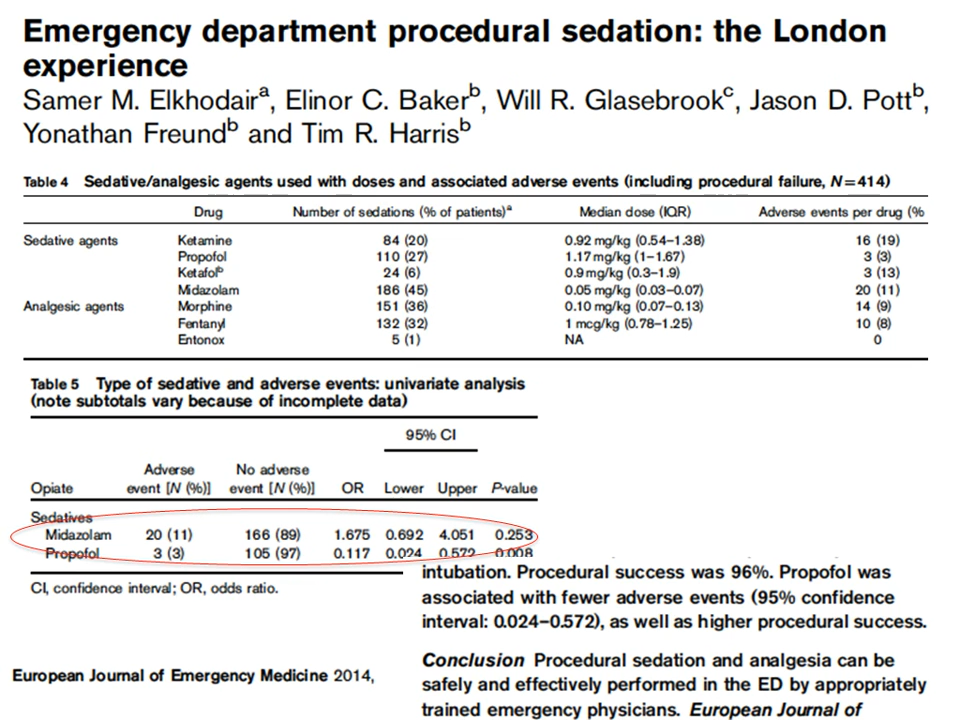 Emergency department procedural sedation: the London
experience
Samer M. Elkhodairᵃ, Elinor C. Bakerᵇ, Will R. Glasebrookᶜ, Jason D. Pottᵇ,
Yonathan Freundᵇ and Tim R. Harrisᵇ
Table 4 Sedative/analgesic agents used with doses and associated adverse events (including procedural failure, N=414)
Drug Number of sedations (% of patients)ᵃ Median dose (IQR) Adverse events per drug (%
Sedative agents Ketamine 84 (20) 0.92 mg/kg (0.54–1.38) 16 (19)
Propofol 110 (27) 1.17 mg/kg (1–1.67) 3 (3)
Ketafolᵇ 24 (6) 0.9 mg/kg (0.3–1.9) 3 (13)
Midazolam 186 (45) 0.05 mg/kg (0.03–0.07) 20 (11)
Analgesic agents Morphine 151 (36) 0.10 mg/kg (0.07–0.13) 14 (9)
Fentanyl 132 (32) 1 mcg/kg (0.78–1.25) 10 (8)
Entonox 5 (1) NA 0
Table 5 Type of sedative and adverse events: univariate analysis
(note subtotals vary because of incomplete data)
95% CI
Adverse No adverse
Opiate event [N (%)] event [N (%)] OR Lower Upper P-value
Sedatives
Midazolam 20 (11) 166 (89) 1.675 0.692 4.051 0.253
Propofol 3 (3) 105 (97) 0.117 0.024 0.572 0.008
CI, confidence interval; OR, odds ratio.
intubation. Procedural success was 96%. Propofol was
associated with fewer adverse events (95% confidence
interval: 0.024–0.572), as well as higher procedural success.
Conclusion Procedural sedation and analgesia can be
safely and effectively performed in the ED by appropriately
trained emergency physicians. European Journal of
European Journal of Emergency Medicine 2014,